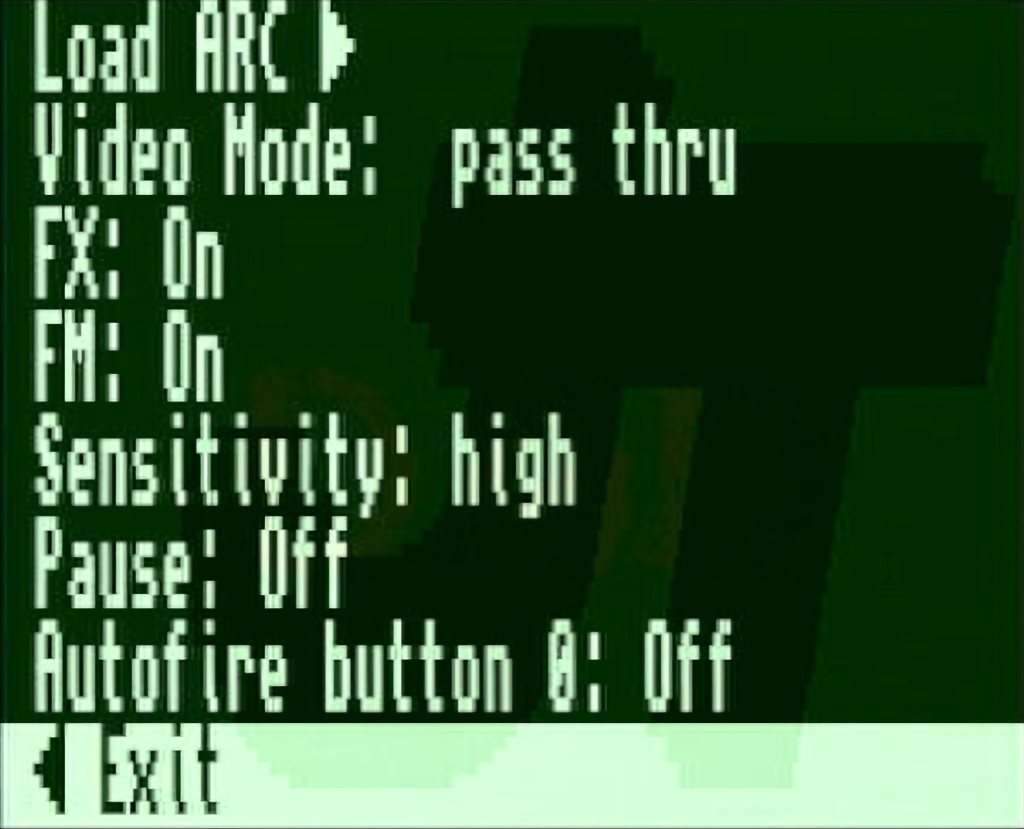 Load ARC ▶
Video Mode: pass thru
FX: On
FM: On
Sensitivity: high
Pause: Off
Autofire button 0: Off
◀ Exit